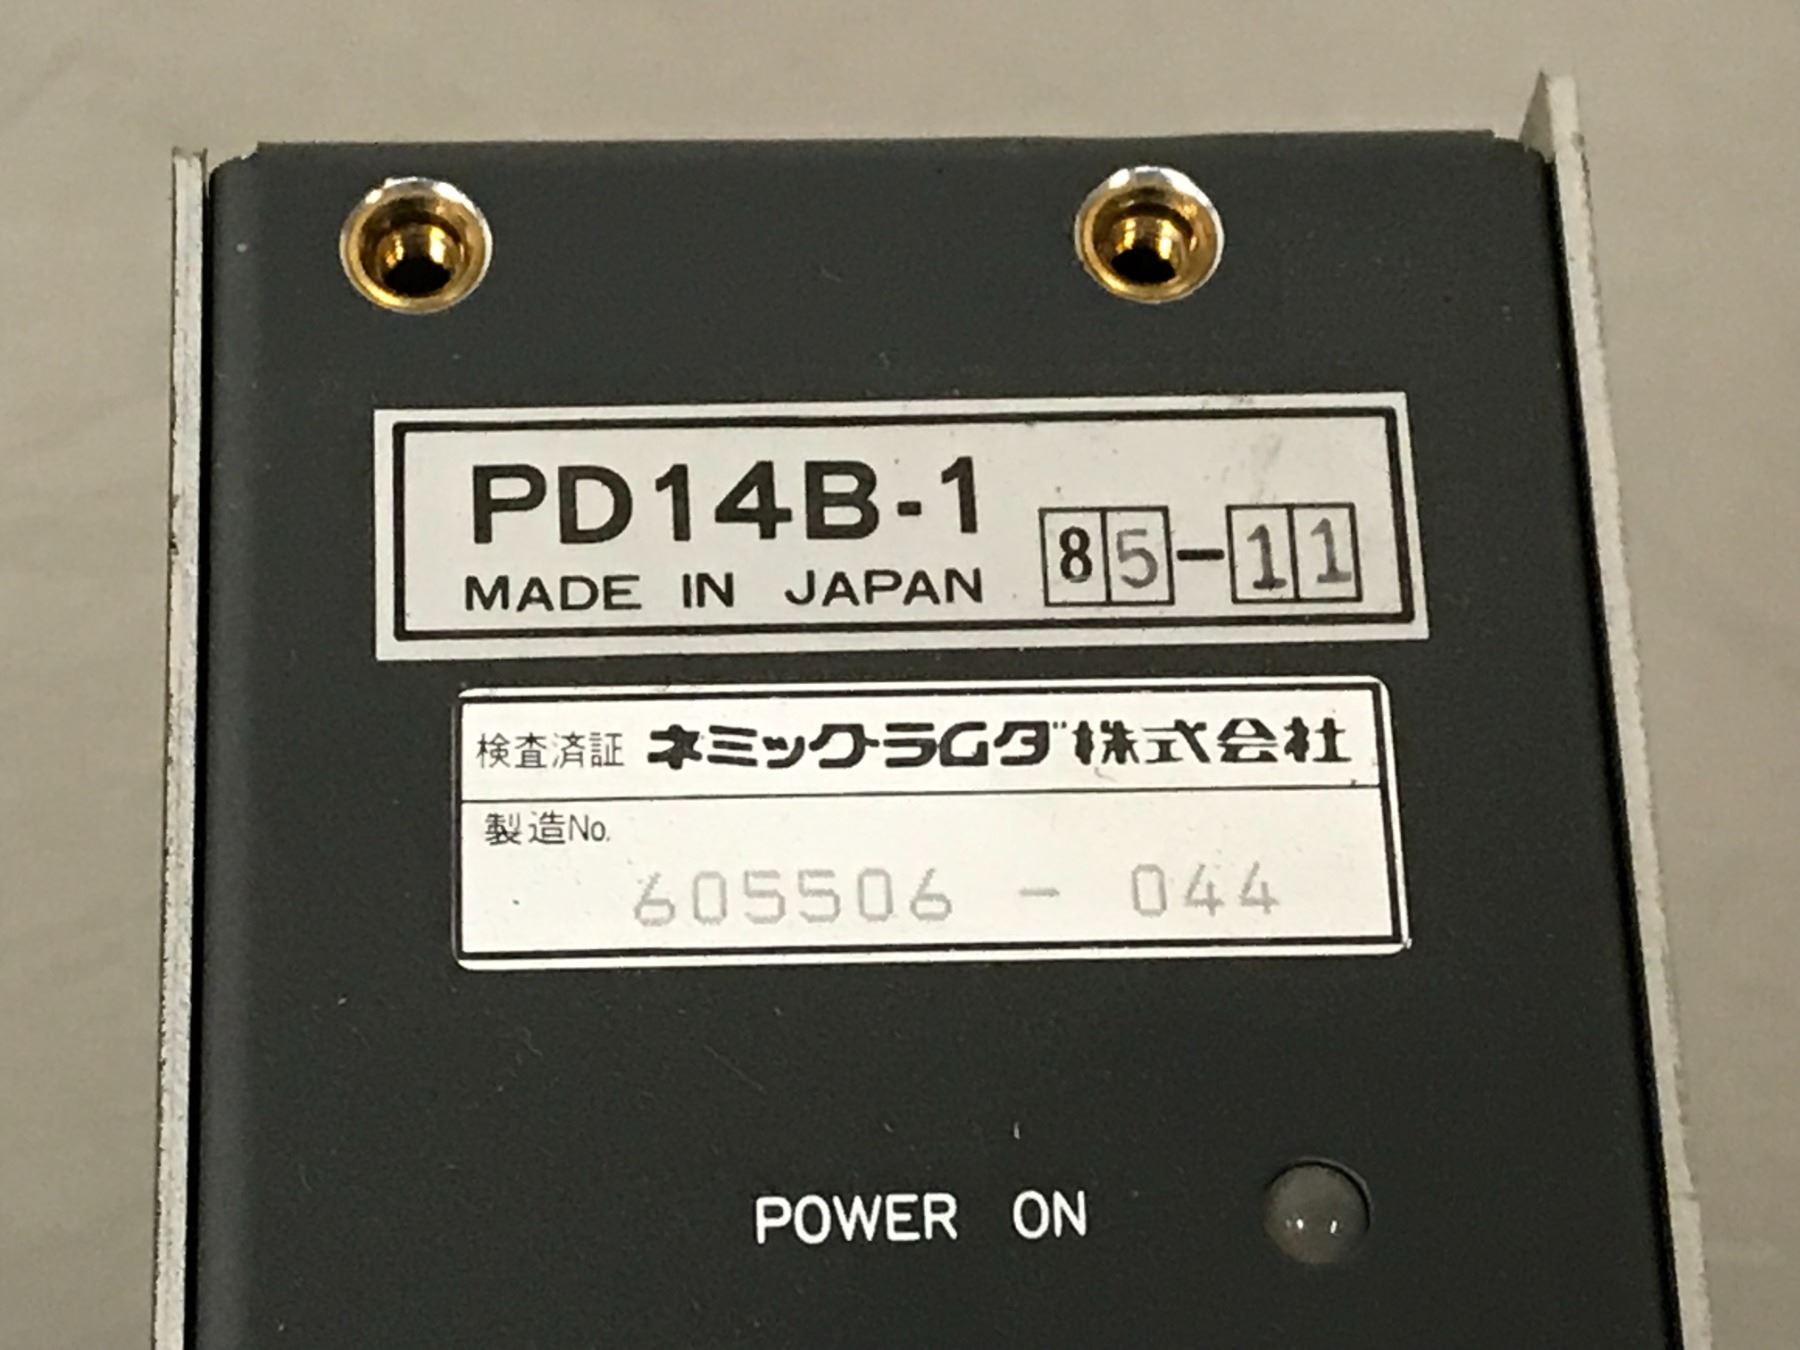 PD14B-1
MADE IN JAPAN 85-11
検査済証 ネミック・ラムダ株式会社
製造No.
605506 - 044
POWER ON